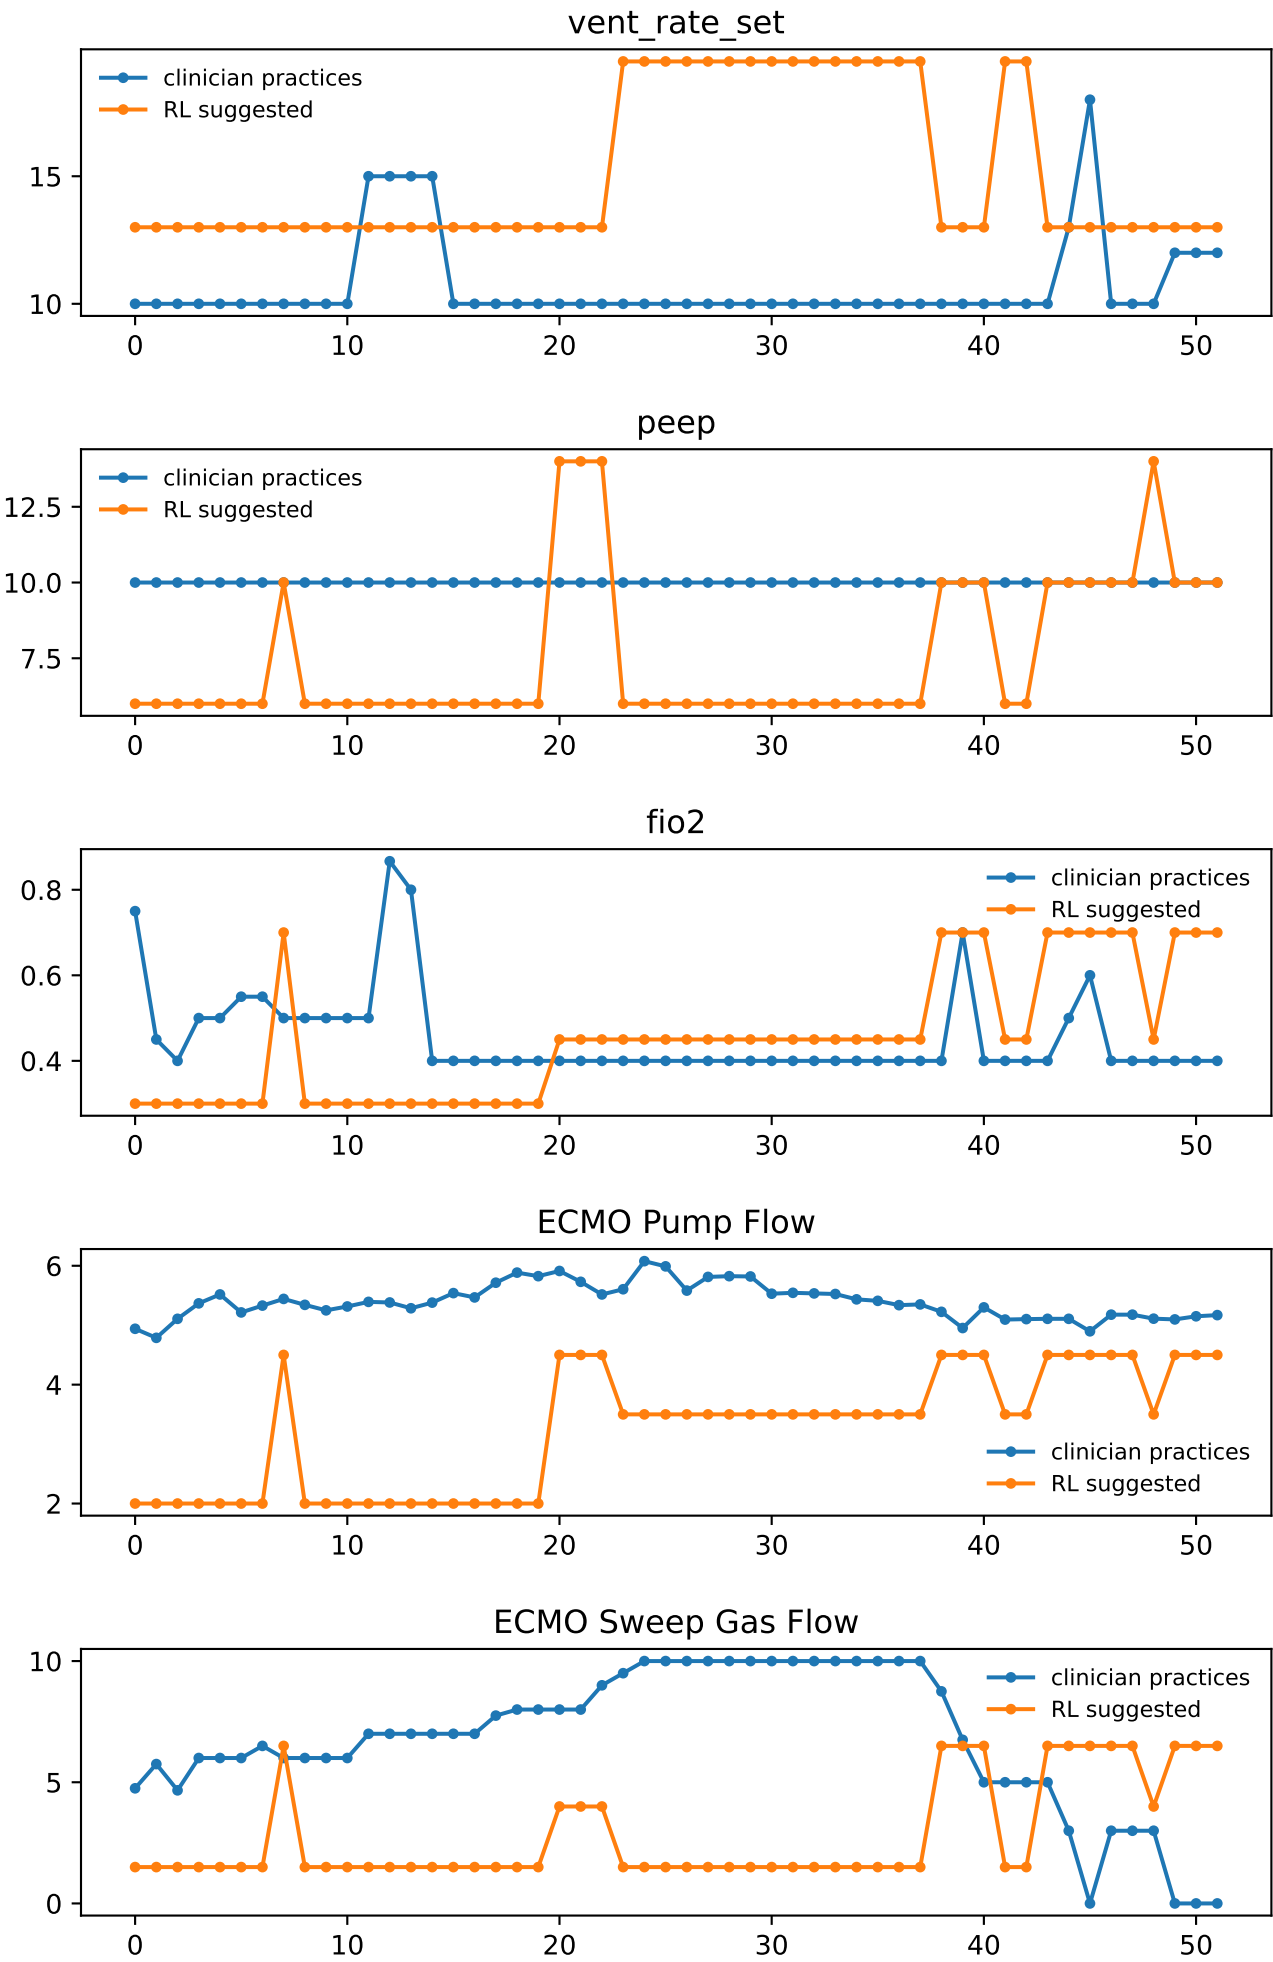 vent_rate_set
clinician practices
RL suggested
15
10
0 10 20 30 40 50
peep
clinician practices
RL suggested
12.5
10.0
7.5
0 10 20 30 40 50
fio2
clinician practices
RL suggested
0.8
0.6
0.4
0 10 20 30 40 50
ECMO Pump Flow
6
4
2
clinician practices
RL suggested
0 10 20 30 40 50
ECMO Sweep Gas Flow
10
clinician practices
RL suggested
5
0
0 10 20 30 40 50